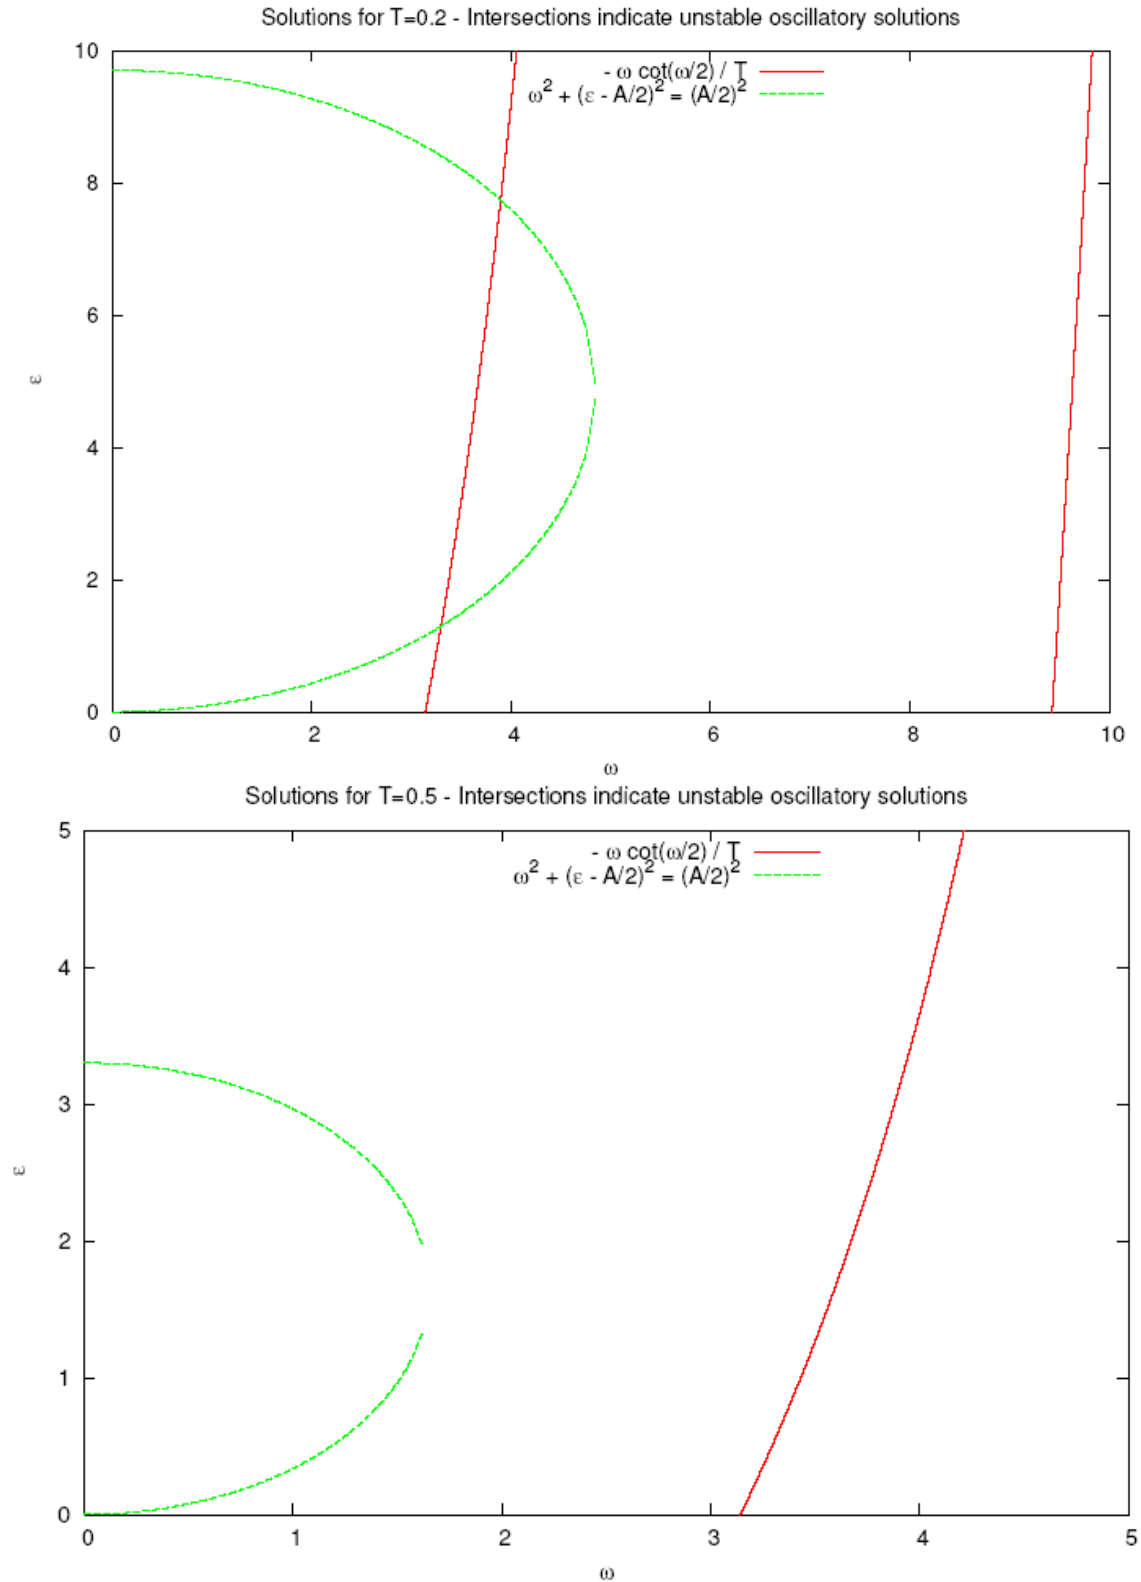 Solutions for T=0.2 - Intersections indicate unstable oscillatory solutions
10
- ω cot(ω/2) / T
ω² + (ε - A/2)² = (A/2)²
8
6
ε
4
2
0
0 2 4 6 8 10
ω
Solutions for T=0.5 - Intersections indicate unstable oscillatory solutions
5
- ω cot(ω/2) / T
ω² + (ε - A/2)² = (A/2)²
4
3
ε
2
1
0
0 1 2 3 4 5
ω